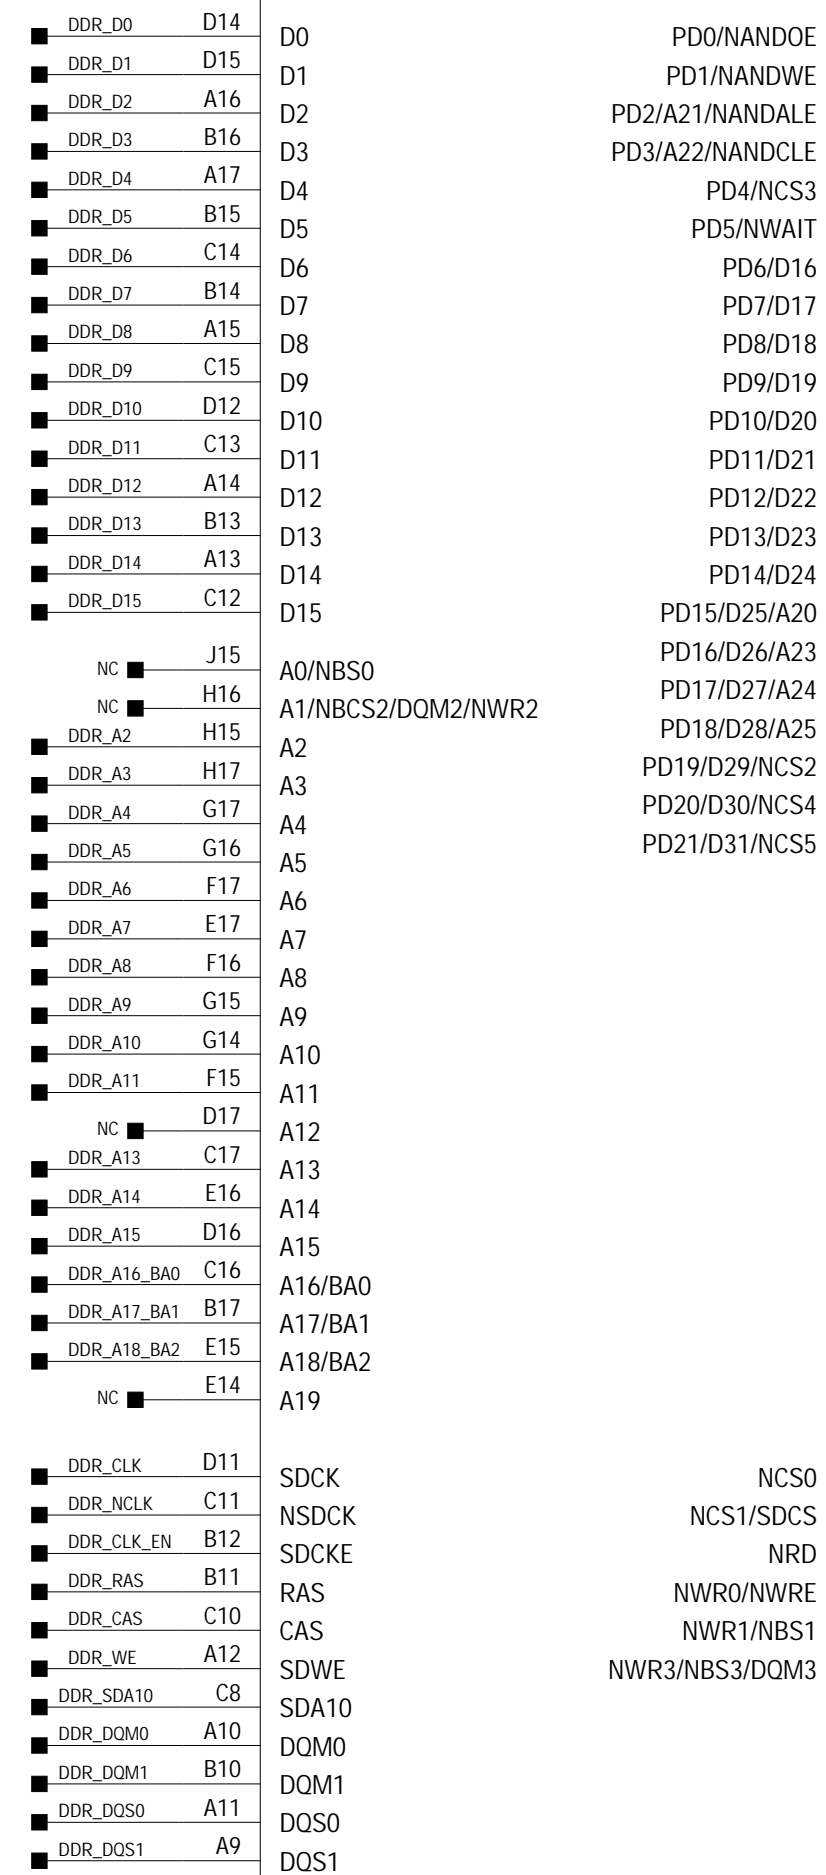 DDR_D0 D14 D0 PD0/NANDOE
DDR_D1 D15 D1 PD1/NANDWE
DDR_D2 A16 D2 PD2/A21/NANDALE
DDR_D3 B16 D3 PD3/A22/NANDCLE
DDR_D4 A17 D4 PD4/NCS3
DDR_D5 B15 D5 PD5/NWAIT
DDR_D6 C14 D6 PD6/D16
DDR_D7 B14 D7 PD7/D17
DDR_D8 A15 D8 PD8/D18
DDR_D9 C15 D9 PD9/D19
DDR_D10 D12 D10 PD10/D20
DDR_D11 C13 D11 PD11/D21
DDR_D12 A14 D12 PD12/D22
DDR_D13 B13 D13 PD13/D23
DDR_D14 A13 D14 PD14/D24
DDR_D15 C12 D15 PD15/D25/A20
NC J15 A0/NBS0 PD16/D26/A23
NC H16 A1/NBCS2/DQM2/NWR2 PD17/D27/A24
DDR_A2 H15 A2 PD18/D28/A25
DDR_A3 H17 A3 PD19/D29/NCS2
DDR_A4 G17 A4 PD20/D30/NCS4
DDR_A5 G16 A5 PD21/D31/NCS5
DDR_A6 F17 A6
DDR_A7 E17 A7
DDR_A8 F16 A8
DDR_A9 G15 A9
DDR_A10 G14 A10
DDR_A11 F15 A11
NC D17 A12
DDR_A13 C17 A13
DDR_A14 E16 A14
DDR_A15 D16 A15
DDR_A16_BA0 C16 A16/BA0
DDR_A17_BA1 B17 A17/BA1
DDR_A18_BA2 E15 A18/BA2
NC E14 A19
DDR_CLK D11 SDCK NCS0
DDR_NCLK C11 NSDCK NCS1/SDCS
DDR_CLK_EN B12 SDCKE NRD
DDR_RAS B11 RAS NWR0/NWRE
DDR_CAS C10 CAS NWR1/NBS1
DDR_WE A12 SDWE NWR3/NBS3/DQM3
DDR_SDA10 C8 SDA10
DDR_DQM0 A10 DQM0
DDR_DQM1 B10 DQM1
DDR_DQS0 A11 DQS0
DDR_DQS1 A9 DQS1